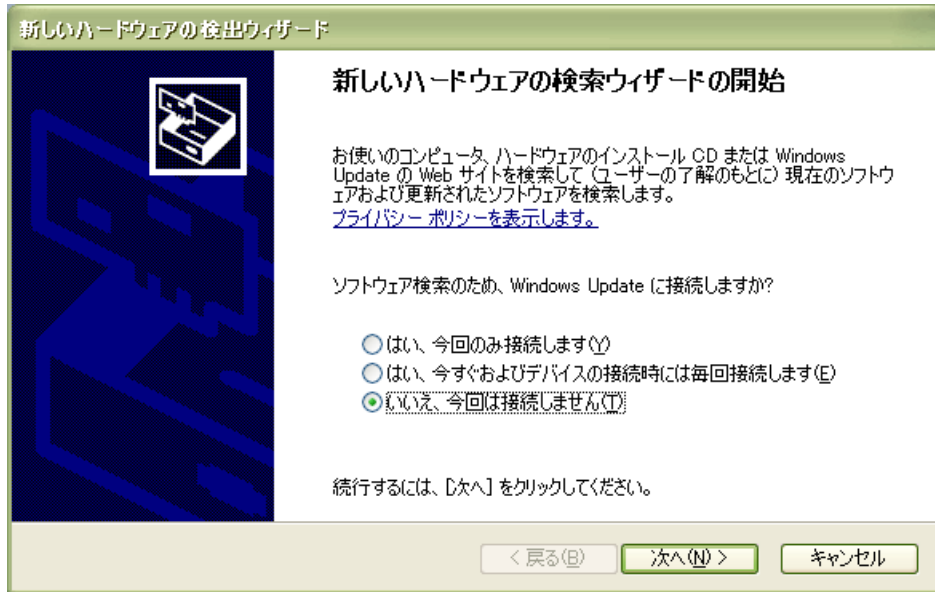 新しいハードウェアの検出ウィザード
新しいハードウェアの検索ウィザードの開始
お使いのコンピュータ、ハードウェアのインストール CD または Windows
Update の Web サイトを検索して (ユーザーの了解のもとに) 現在のソフトウ
ェアおよび更新されたソフトウェアを検索します。
プライバシー ポリシーを表示します。
ソフトウェア検索のため、Windows Update に接続しますか?
はい、今回のみ接続します(Y)
はい、今すぐおよびデバイスの接続時には毎回接続します(E)
いいえ、今回は接続しません(T)
続行するには、[次へ] をクリックしてください。
< 戻る(B) 次へ(N) > キャンセル